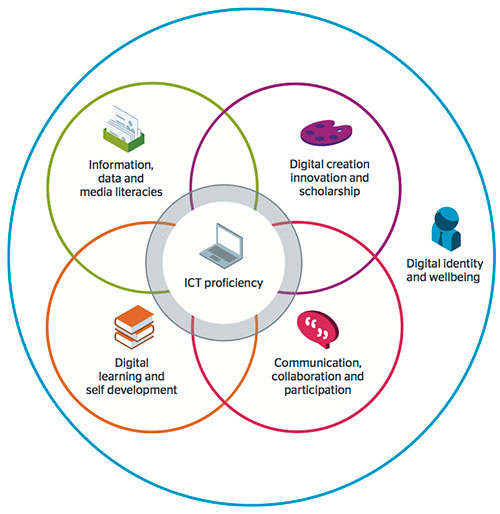 Information,
data and
media literacies
Digital creation
innovation and
scholarship
Digital identity
and wellbeing
ICT proficiency
Digital
learning and
self development
Communication,
collaboration and
participation